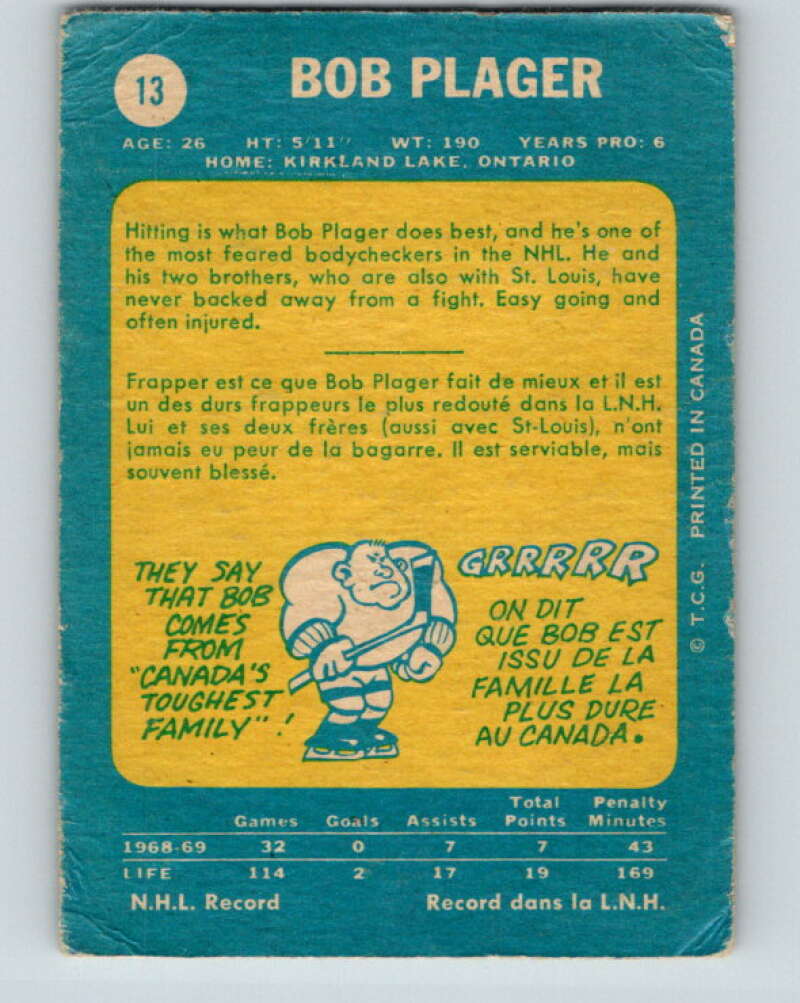 13
BOB PLAGER
AGE: 26 HT: 5'11" WT: 190 YEARS PRO: 6
HOME: KIRKLAND LAKE, ONTARIO
Hitting is what Bob Plager does best, and he's one of
the most feared bodycheckers in the NHL. He and
his two brothers, who are also with St. Louis, have
never backed away from a fight. Easy going and
often injured.
Frapper est ce que Bob Plager fait de mieux et il est
un des durs frappeurs le plus redouté dans la L.N.H.
Lui et ses deux frères (aussi avec St-Louis), n'ont
jamais eu peur de la bagarre. Il est serviable, mais
souvent blessé.
THEY SAY
THAT BOB
COMES
FROM
"CANADA'S
TOUGHEST
FAMILY" !
GRRRRRR
ON DIT
QUE BOB EST
ISSU DE LA
FAMILLE LA
PLUS DURE
AU CANADA.
© T.C.G. PRINTED IN CANADA
Games Goals Assists Total Points Penalty Minutes
1968-69 32 0 7 7 43
LIFE 114 2 17 19 169
N.H.L. Record Record dans la L.N.H.